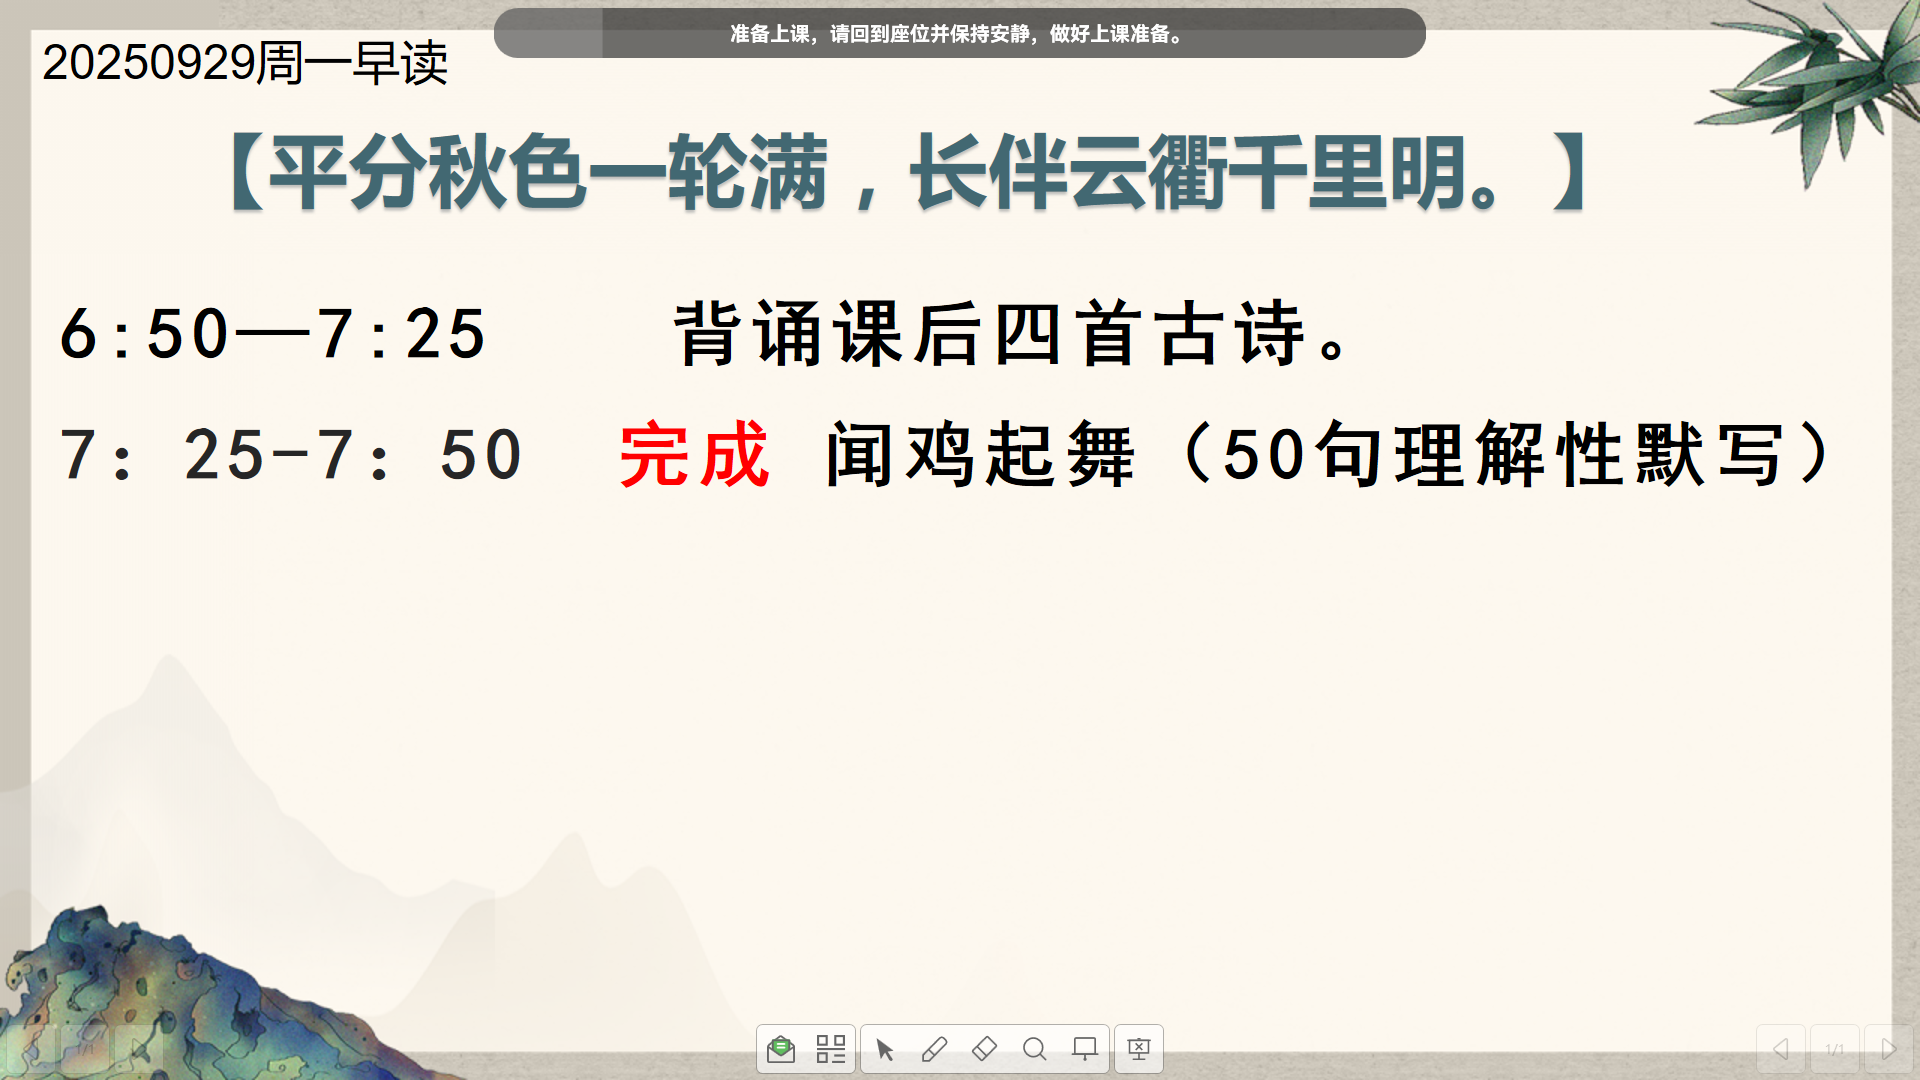 准备上课，请回到座位并保持安静，做好上课准备。
20250929周一早读
【平分秋色一轮满，长伴云衢千里明。】
6:50—7:25 背诵课后四首古诗。
7：25-7：50 完成 闻鸡起舞（50句理解性默写）
1/1
1/1